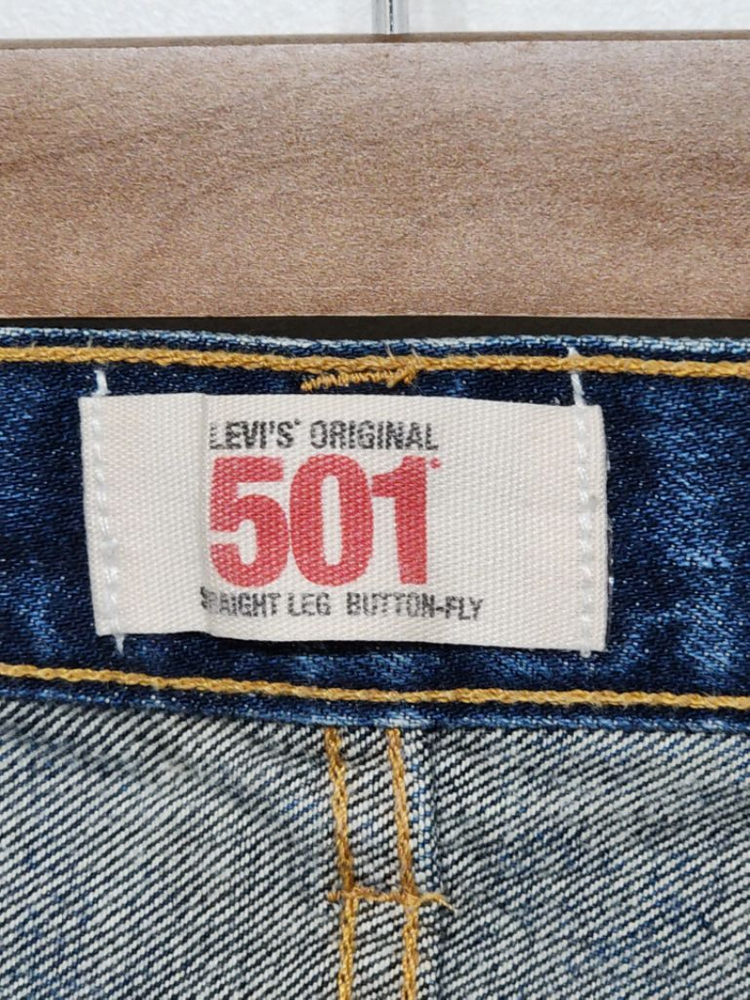 LEVI'S® ORIGINAL
501®
STRAIGHT LEG BUTTON-FLY